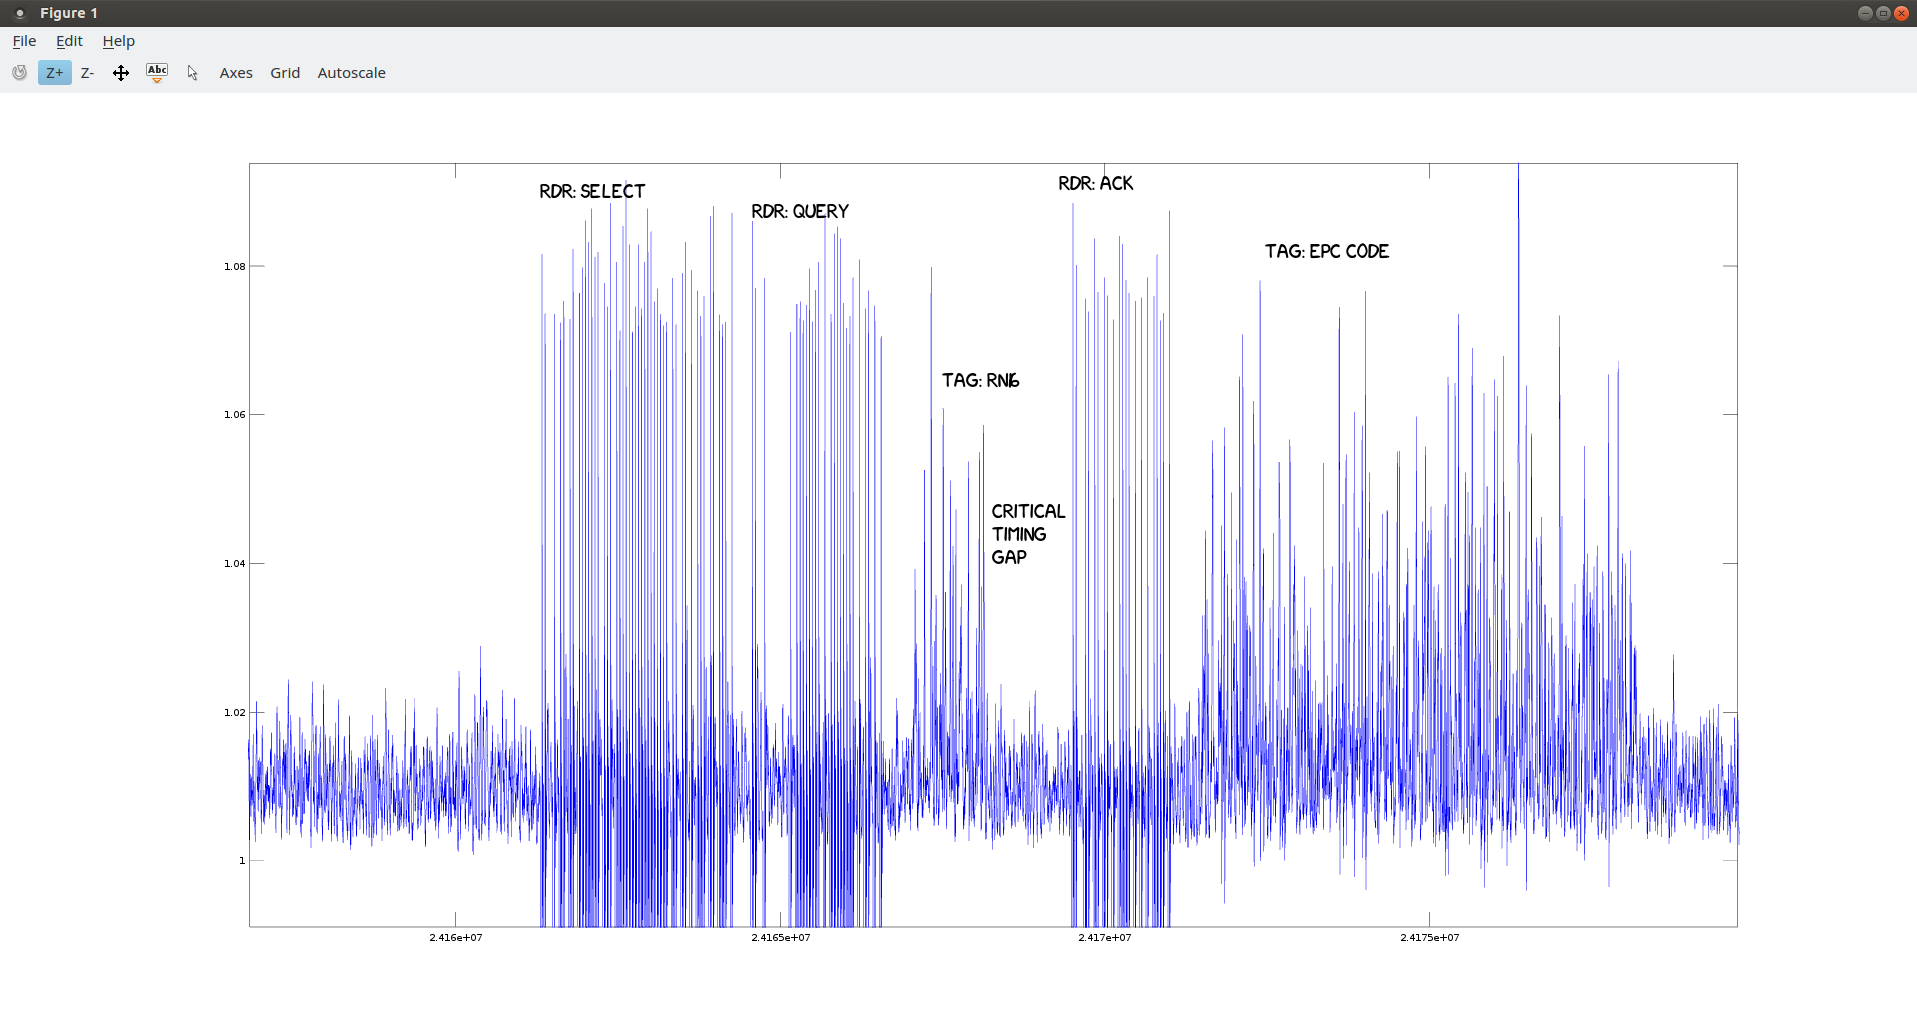 Figure 1
File Edit Help
Z+ Z- Abc Axes Grid Autoscale
RDR: SELECT
RDR: QUERY
RDR: ACK
TAG: EPC CODE
TAG: RN16
CRITICAL
TIMING
GAP
1.08
1.06
1.04
1.02
1
2.416e+07 2.4165e+07 2.417e+07 2.4175e+07